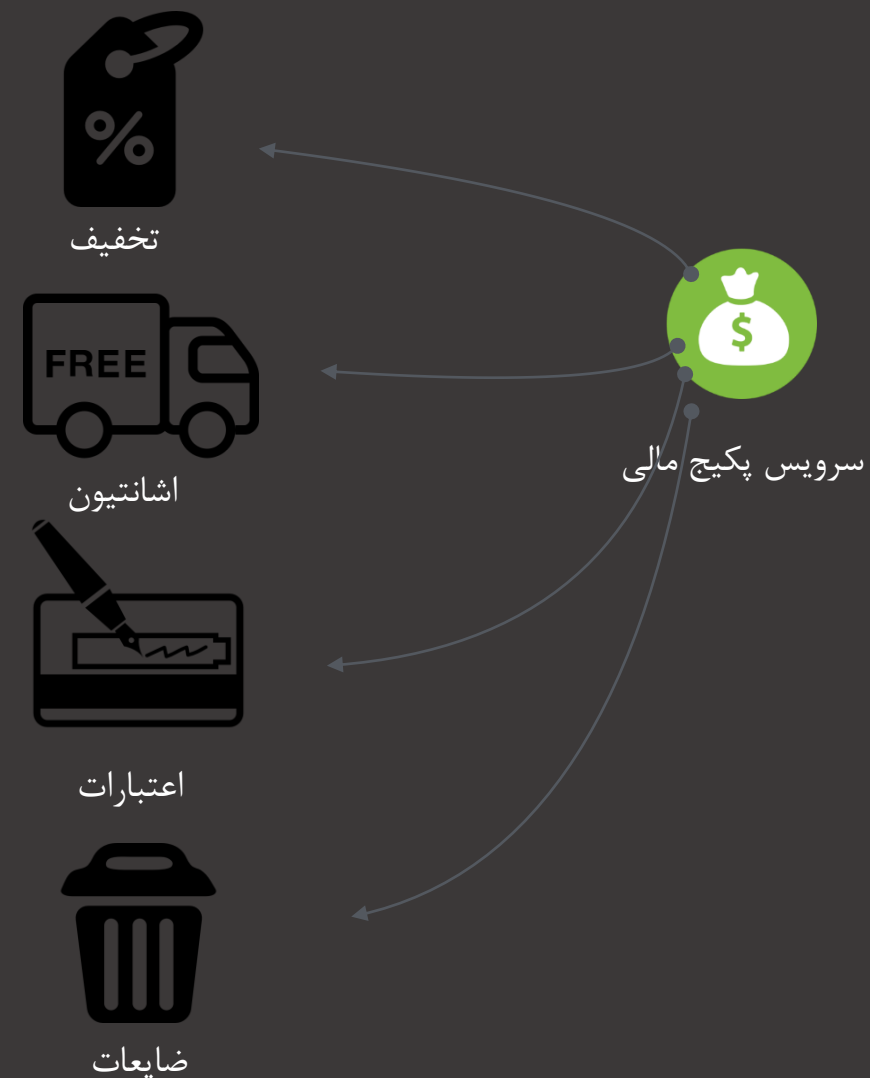 %
تخفیف
$
FREE
سرویس پکیج مالی
اشانتیون
اعتبارات
ضایعات